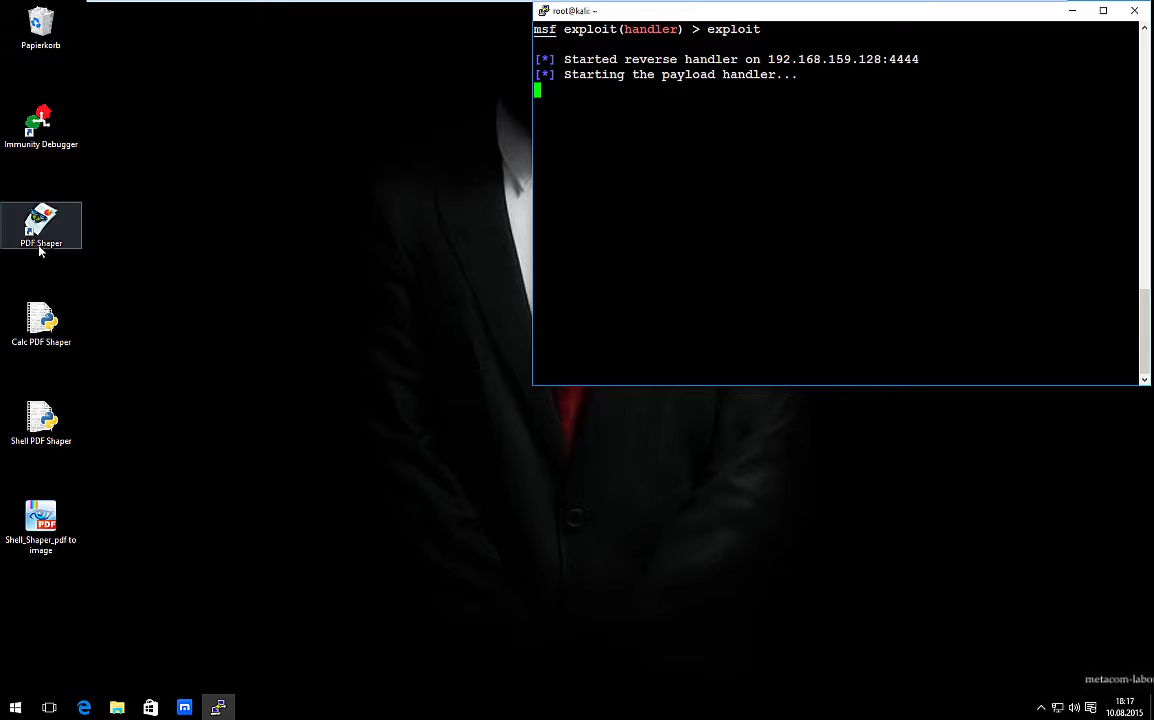 Papierkorb
Immunity Debugger
PDF Shaper
Calc PDF Shaper
Shell PDF Shaper
PDF
Shell_Shaper_pdf to
image
root@kali: ~
msf exploit(handler) > exploit
[*] Started reverse handler on 192.168.159.128:4444
[*] Starting the payload handler...
metacom-labo
18:17
10.08.2015